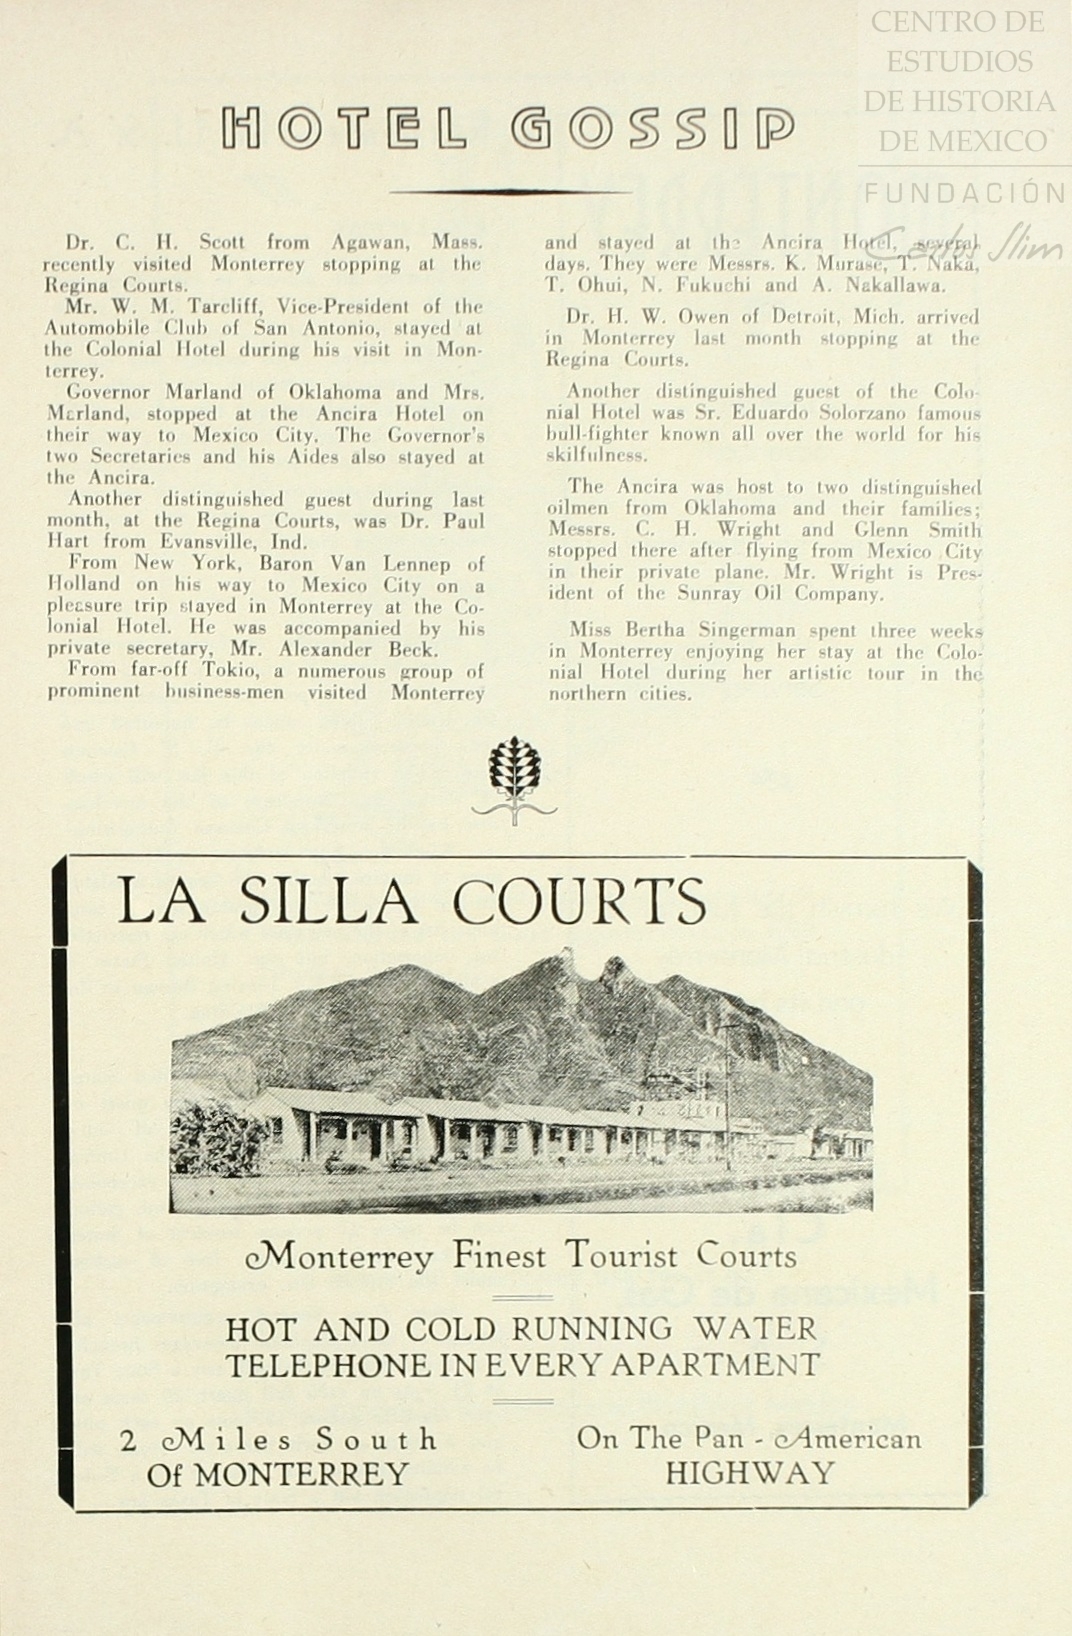 CENTRO DE
ESTUDIOS
DE HISTORIA
DE MEXICO
FUNDACIÓN
Carlos Slim
HOTEL GOSSIP
Dr. C. H. Scott from Agawan, Mass.
recently visited Monterrey stopping at the
Regina Courts.
Mr. W. M. Tarcliff, Vice-President of the
Automobile Club of San Antonio, stayed at
the Colonial Hotel during his visit in Mon-
terrey.
Governor Marland of Oklahoma and Mrs.
Marland, stopped at the Ancira Hotel on
their way to Mexico City. The Governor's
two Secretaries and his Aides also stayed at
the Ancira.
Another distinguished guest during last
month, at the Regina Courts, was Dr. Paul
Hart from Evansville, Ind.
From New York, Baron Van Lennep of
Holland on his way to Mexico City on a
pleasure trip stayed in Monterrey at the Co-
lonial Hotel. He was accompanied by his
private secretary, Mr. Alexander Beck.
From far-off Tokio, a numerous group of
prominent business-men visited Monterrey
and stayed at the Ancira Hotel, several
days. They were Messrs. K. Murase, T. Naka,
T. Ohui, N. Fukuchi and A. Nakallawa.
Dr. H. W. Owen of Detroit, Mich. arrived
in Monterrey last month stopping at the
Regina Courts.
Another distinguished guest of the Colo-
nial Hotel was Sr. Eduardo Solorzano famous
bull-fighter known all over the world for his
skilfulness.
The Ancira was host to two distinguished
oilmen from Oklahoma and their families;
Messrs. C. H. Wright and Glenn Smith
stopped there after flying from Mexico City
in their private plane. Mr. Wright is Pres-
ident of the Sunray Oil Company.
Miss Bertha Singerman spent three weeks
in Monterrey enjoying her stay at the Colo-
nial Hotel during her artistic tour in the
northern cities.
LA SILLA COURTS
Monterrey Finest Tourist Courts
HOT AND COLD RUNNING WATER
TELEPHONE IN EVERY APARTMENT
2 Miles South
Of MONTERREY
On The Pan - American
HIGHWAY